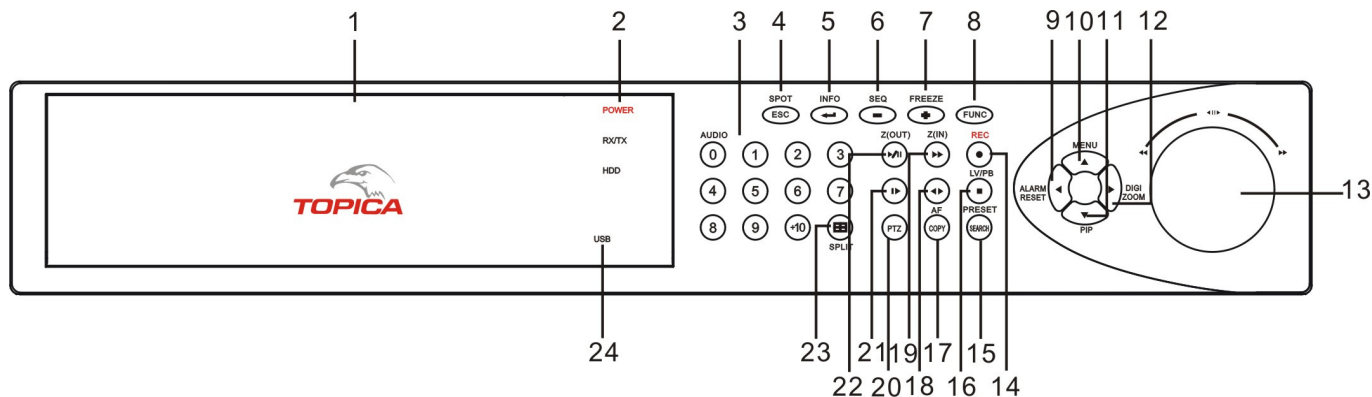 1 2 3 4 5 6 7 8 9 10 11 12
SPOT INFO SEQ FREEZE
POWER ESC FUNC
AUDIO Z(OUT) Z(IN) REC
RX/TX 0 1 2 3 MENU
HDD LV/PB
TOPICA 4 5 6 7 ALARM RESET DIGI ZOOM 13
AF PRESET
USB 8 9 +10 PTZ COPY SEARCH PIP
SPLIT
24 23 21 19 17 15
22 20 18 16 14